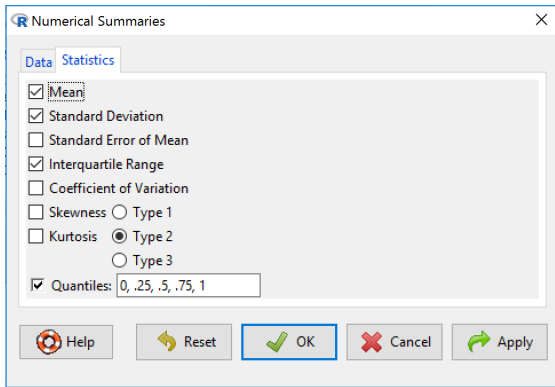 R Numerical Summaries
Data Statistics
Mean
Standard Deviation
Standard Error of Mean
Interquartile Range
Coefficient of Variation
Skewness Type 1
Kurtosis Type 2
Type 3
Quantiles: 0, .25, .5, .75, 1
Help Reset OK Cancel Apply